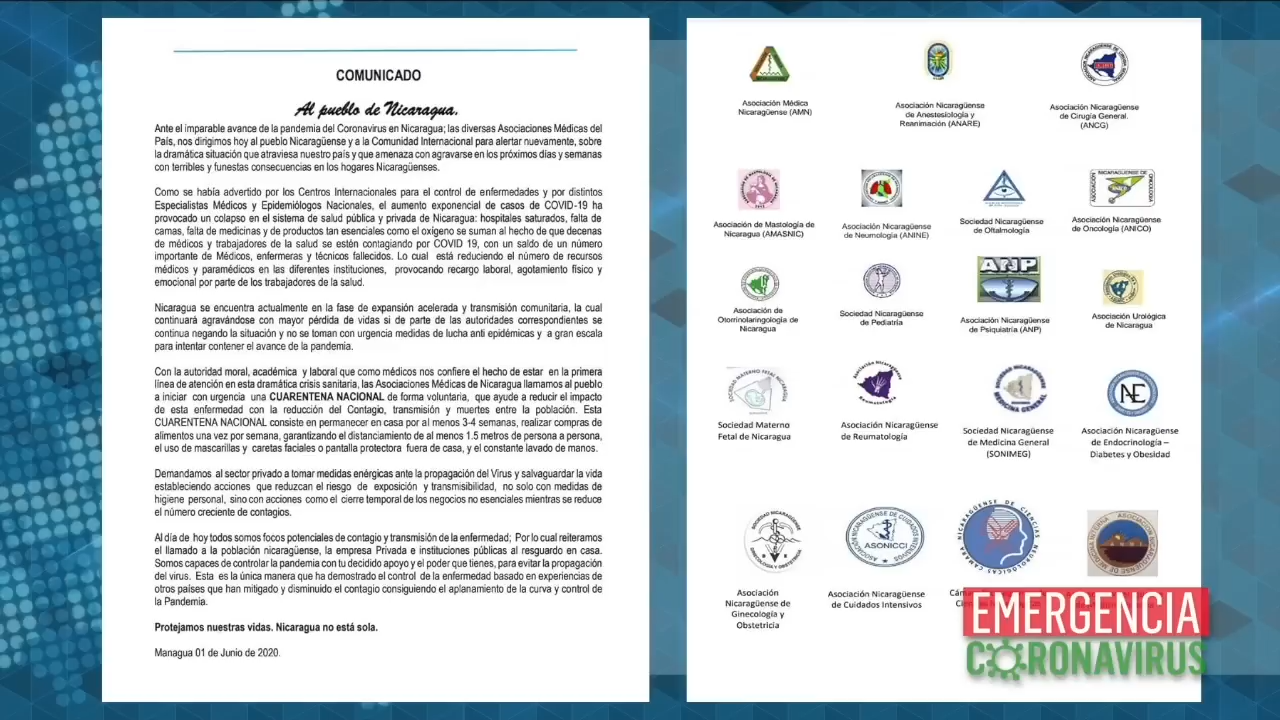 COMUNICADO
Al pueblo de Nicaragua.
Ante el imparable avance de la pandemia del Coronavirus en Nicaragua; las diversas Asociaciones Médicas del
País, nos dirigimos hoy al pueblo Nicaragüense y a la Comunidad Internacional para alertar nuevamente, sobre
la dramática situación que atraviesa nuestro país y que amenaza con agravarse en los próximos días y semanas
con terribles y funestas consecuencias en los hogares Nicaragüenses.
Como se había advertido por los Centros Internacionales para el control de enfermedades y por distintos
Especialistas Médicos y Epidemiólogos Nacionales, el aumento exponencial de casos de COVID-19 ha
provocado un colapso en el sistema de salud pública y privada de Nicaragua: hospitales saturados, falta de
camas, falta de medicinas y de productos tan esenciales como el oxígeno se suman al hecho de que decenas
de médicos y trabajadores de la salud se estén contagiando por COVID 19, con un saldo de un número
importante de Médicos, enfermeras y técnicos fallecidos. Lo cual está reduciendo el número de recursos
médicos y paramédicos en las diferentes instituciones, provocando recargo laboral, agotamiento físico y
emocional por parte de los trabajadores de la salud.
Nicaragua se encuentra actualmente en la fase de expansión acelerada y transmisión comunitaria, la cual
continuará agravándose con mayor pérdida de vidas si de parte de las autoridades correspondientes se
continua negando la situación y no se toman con urgencia medidas de lucha anti epidémicas y a gran escala
para intentar contener el avance de la pandemia.
Con la autoridad moral, académica y laboral que como médicos nos confiere el hecho de estar en la primera
línea de atención en esta dramática crisis sanitaria, las Asociaciones Médicas de Nicaragua llamamos al pueblo
a iniciar con urgencia una CUARENTENA NACIONAL de forma voluntaria, que ayude a reducir el impacto
de esta enfermedad con la reducción del Contagio, transmisión y muertes entre la población. Esta
CUARENTENA NACIONAL consiste en permanecer en casa por al menos 3-4 semanas, realizar compras de
alimentos una vez por semana, garantizando el distanciamiento de al menos 1.5 metros de persona a persona,
el uso de mascarillas y caretas faciales o pantalla protectora fuera de casa, y el constante lavado de manos.
Demandamos al sector privado a tomar medidas enérgicas ante la propagación del Virus y salvaguardar la vida
estableciendo acciones que reduzcan el riesgo de exposición y transmisibilidad, no solo con medidas de
higiene personal, sino con acciones como el cierre temporal de los negocios no esenciales mientras se reduce
el número creciente de contagios.
Al día de hoy todos somos focos potenciales de contagio y transmisión de la enfermedad; Por lo cual reiteramos
el llamado a la población nicaragüense, la empresa Privada e instituciones públicas al resguardo en casa.
Somos capaces de controlar la pandemia con tu decidido apoyo y el poder que tienes, para evitar la propagación
del virus. Esta es la única manera que ha demostrado el control de la enfermedad basado en experiencias de
otros países que han mitigado y disminuido el contagio consiguiendo el aplanamiento de la curva y control de
la Pandemia.
Protejamos nuestras vidas. Nicaragua no está sola.
Managua 01 de Junio de 2020.
Asociación Médica
Nicaragüense (AMN)
Asociación Nicaragüense
de Anestesiología y
Reanimación (ANARE)
Asociación Nicaragüense
de Cirugía General.
(ANCG)
Asociación de Mastología de
Nicaragua (AMASNIC)
Asociación Nicaragüense
de Neumología (ANINE)
Sociedad Nicaragüense
de Oftalmología
Asociación Nicaragüense
de Oncología (ANICO)
ANP
Asociación de
Otorrinolaringología de
Nicaragua
Sociedad Nicaragüense
de Pediatría
Asociación Nicaragüense
de Psiquiatría (ANP)
Asociación Urológica
de Nicaragua
SOCIEDAD MATERNO FETAL NICARAGUA
Asociación Nicaragüense
Reumatología
SOCIEDAD NICARAGUENSE
MEDICINA GENERAL
NE
Sociedad Materno
Fetal de Nicaragua
Asociación Nicaragüense
de Reumatología
Sociedad Nicaragüense
de Medicina General
(SONIMEG)
Asociación Nicaragüense
de Endocrinología –
Diabetes y Obesidad
ASONICCI
Asociación
Nicaragüense de
Ginecología y
Obstetricia
Asociación Nicaragüense
de Cuidados Intensivos
EMERGENCIA
CORONAVIRUS